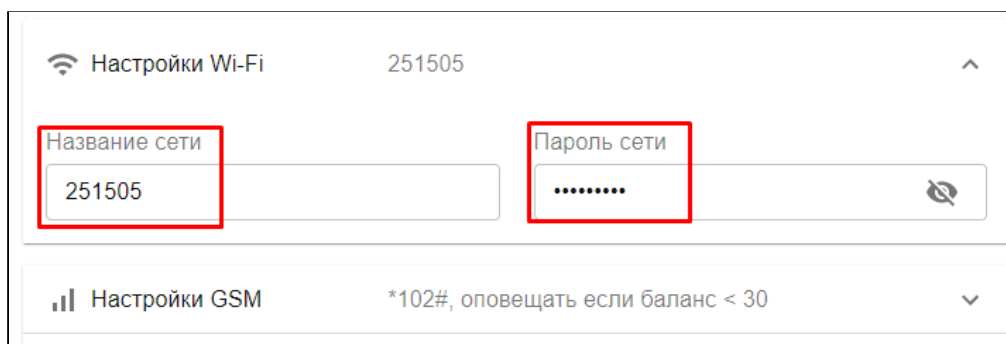 Настройки Wi-Fi 251505
Название сети Пароль сети
251505 •••••••••
Настройки GSM *102#, оповещать если баланс < 30